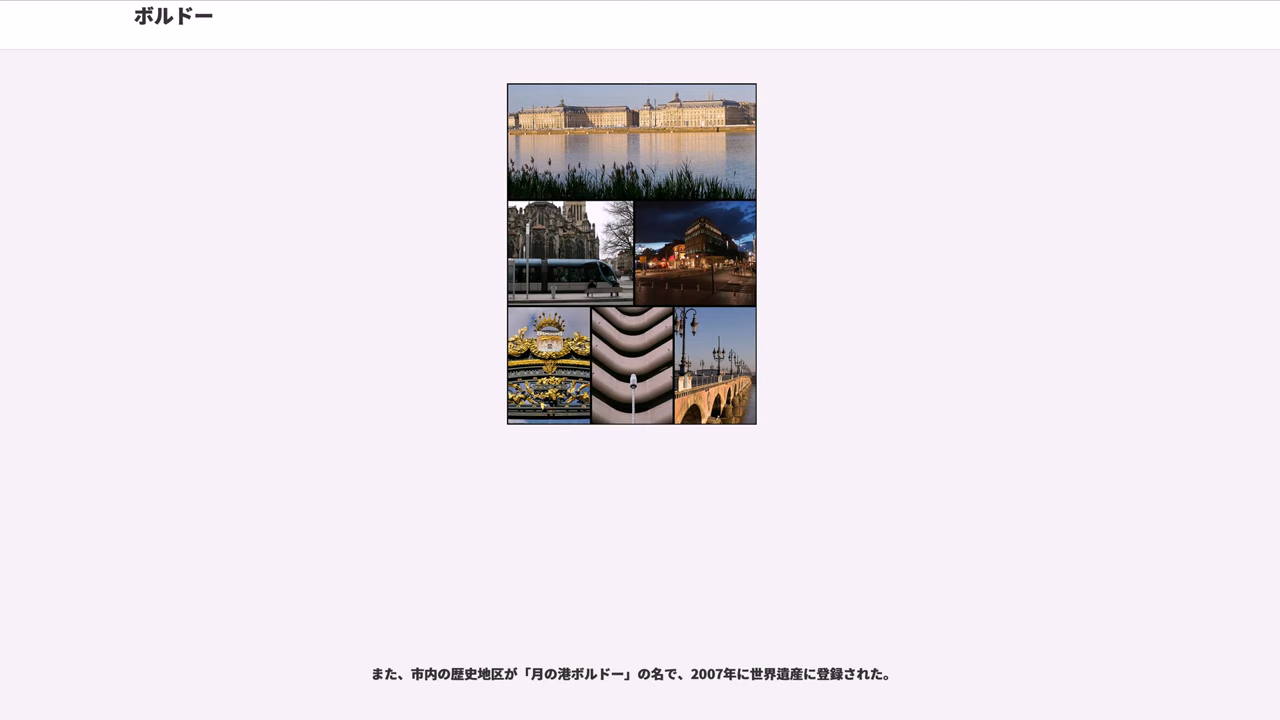 ボルドー
また、市内の歴史地区が「月の港ボルドー」の名で、2007年に世界遺産に登録された。